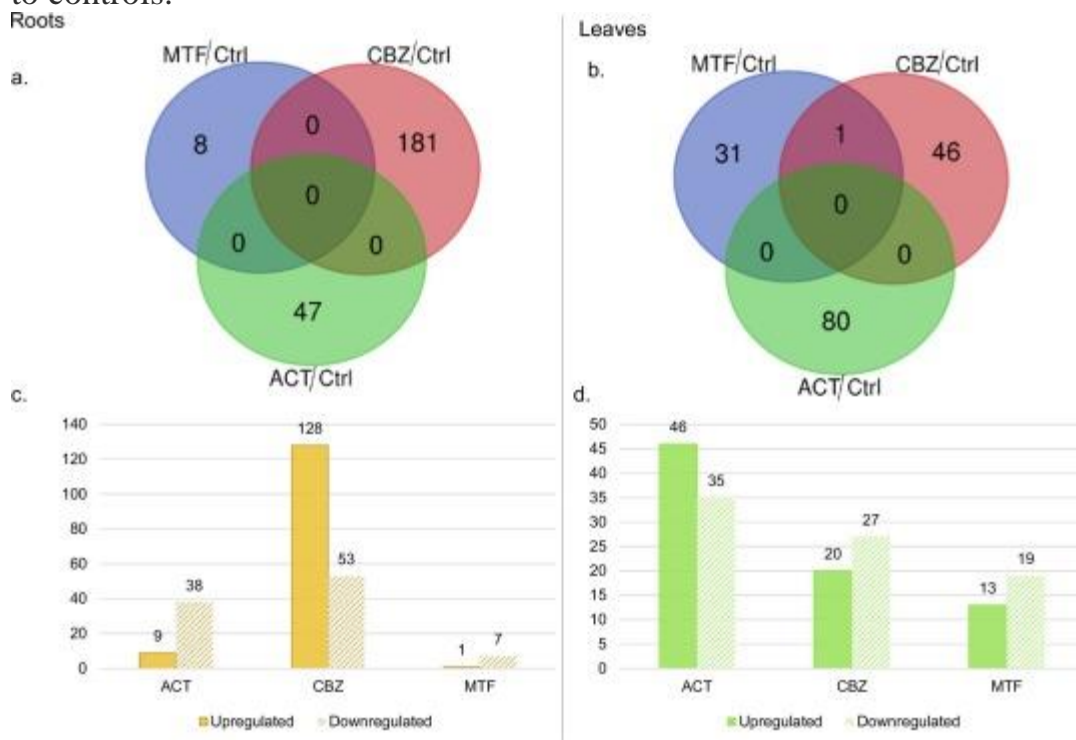 to controls.
Roots
Leaves
a.
MTF/Ctrl
CBZ/Ctrl
8
0
181
0
0
0
47
ACT/Ctrl
b.
MTF/Ctrl
CBZ/Ctrl
31
1
46
0
0
0
80
ACT/Ctrl
c.
140
120
100
80
60
40
20
0
9
38
128
53
1
7
ACT
CBZ
MTF
Upregulated
Downregulated
d.
50
45
40
35
30
25
20
15
10
5
0
46
35
20
27
13
19
ACT
CBZ
MTF
Upregulated
Downregulated